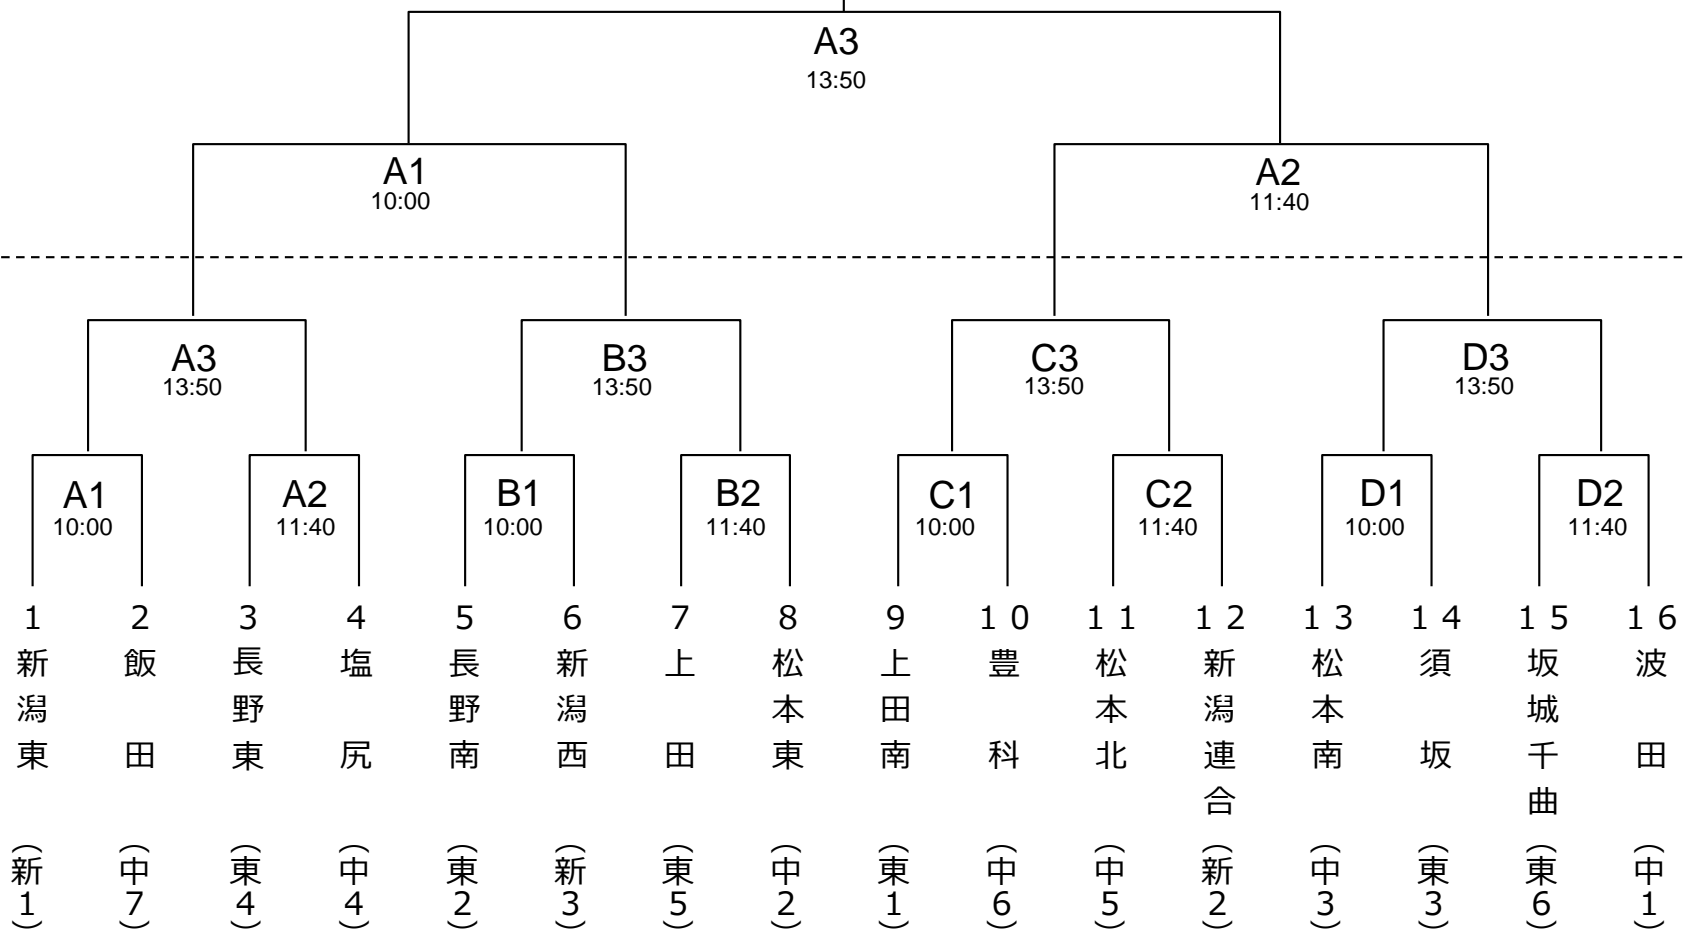 A3
13:50
A1
10:00
A2
11:40
A3
13:50
B3
13:50
C3
13:50
D3
13:50
A1
10:00
A2
11:40
B1
10:00
B2
11:40
C1
10:00
C2
11:40
D1
10:00
D2
11:40
1 新潟東 (新1)
2 飯田 (中7)
3 長野東 (東4)
4 塩尻 (中4)
5 長野南 (東2)
6 新潟西 (新3)
7 上田 (東5)
8 松本東 (中2)
9 上田南 (東1)
10 豊科 (中6)
11 松本北 (中5)
12 新潟連合 (新2)
13 松本南 (中3)
14 須坂 (東3)
15 坂城千曲 (東6)
16 波田 (中1)